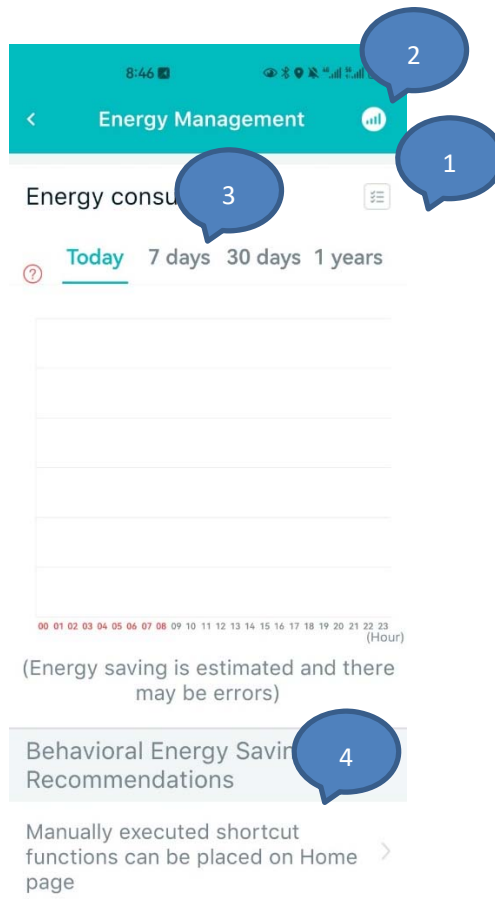 2
8:46
< Energy Management
1
Energy consu
3
Today 7 days 30 days 1 years
?
00 01 02 03 04 05 06 07 08 09 10 11 12 13 14 15 16 17 18 19 20 21 22 23
(Hour)
(Energy saving is estimated and there
may be errors)
Behavioral Energy Savin
4
Recommendations
Manually executed shortcut
functions can be placed on Home
page